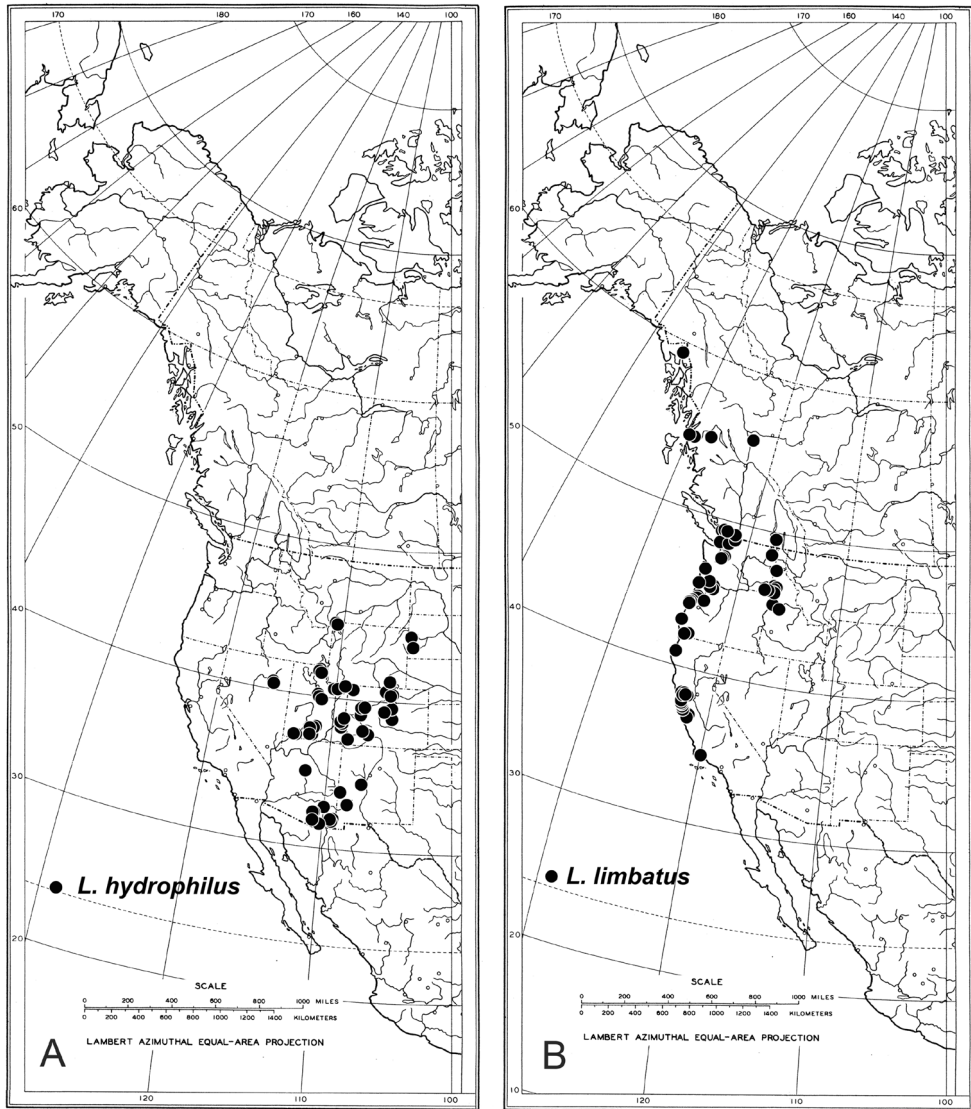 170 180 170 160 140 100
60
50
40
30
20
L. hydrophilus
SCALE
0 200 400 600 800 1000 MILES
0 200 400 600 800 1000 1200 1400 KILOMETERS
LAMBERT AZIMUTHAL EQUAL-AREA PROJECTION
A
120 110 100
170 180 170 160 140 100
60
50
40
30
20
10
L. limbatus
SCALE
0 200 400 600 800 1000 MILES
0 200 400 600 800 1000 1200 1400 KILOMETERS
LAMBERT AZIMUTHAL EQUAL-AREA PROJECTION
B
120 110 100